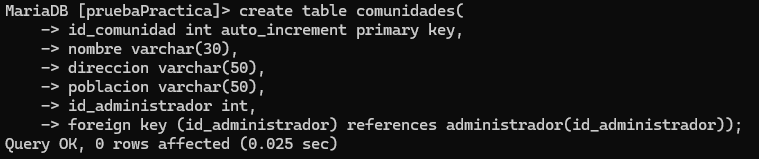 MariaDB [pruebaPractica]> create table comunidades(
    -> id_comunidad int auto_increment primary key,
    -> nombre varchar(30),
    -> direccion varchar(50),
    -> poblacion varchar(50),
    -> id_administrador int,
    -> foreign key (id_administrador) references administrador(id_administrador));
Query OK, 0 rows affected (0.025 sec)